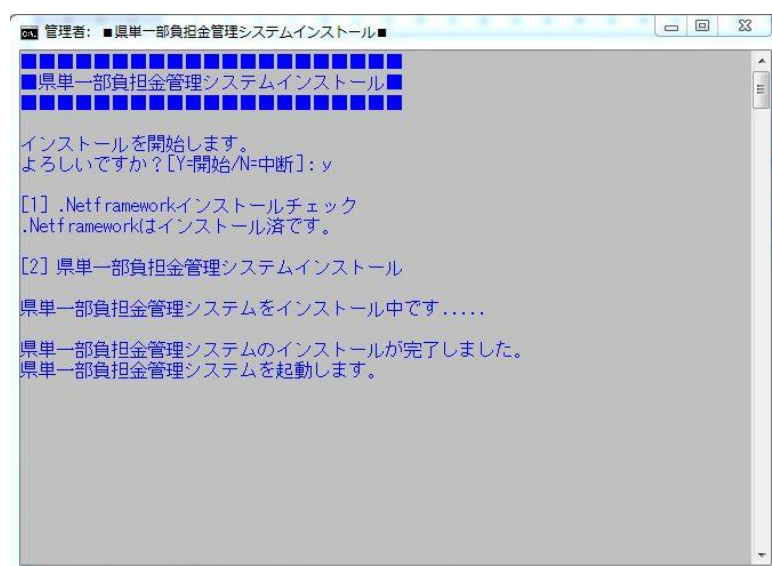 管理者: ■県単一部負担金管理システムインストール■
■■■■■■■■■■■■■■■■■■■■■
■県単一部負担金管理システムインストール■
■■■■■■■■■■■■■■■■■■■■■
インストールを開始します。
よろしいですか？[Y=開始/N=中断]: y
[1] .Netframeworkインストールチェック
.Netframeworkはインストール済です。
[2] 県単一部負担金管理システムインストール
県単一部負担金管理システムをインストール中です.....
県単一部負担金管理システムのインストールが完了しました。
県単一部負担金管理システムを起動します。